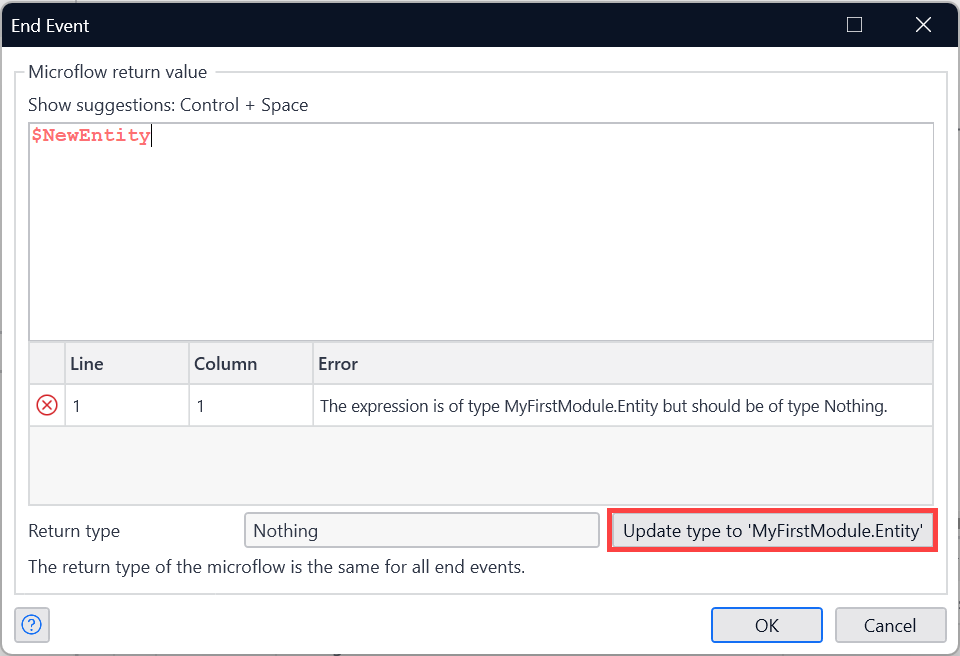 End Event
Microflow return value
Show suggestions: Control + Space
$NewEntity
Line Column Error
1 1 The expression is of type MyFirstModule.Entity but should be of type Nothing.
Return type Nothing Update type to 'MyFirstModule.Entity'
The return type of the microflow is the same for all end events.
? OK Cancel